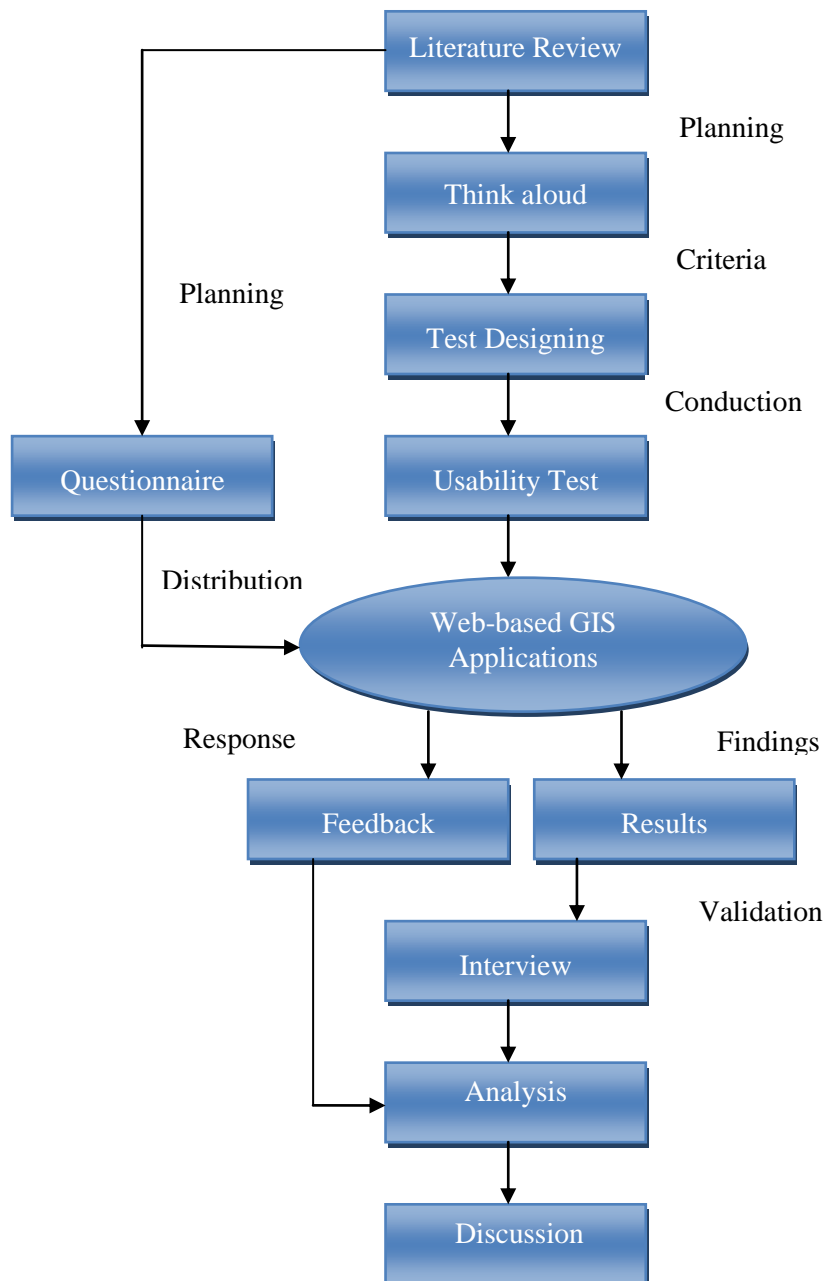 Literature Review
Planning
Think aloud
Criteria
Planning
Test Designing
Conduction
Questionnaire
Usability Test
Distribution
Web-based GIS
Applications
Response
Findings
Feedback
Results
Validation
Interview
Analysis
Discussion